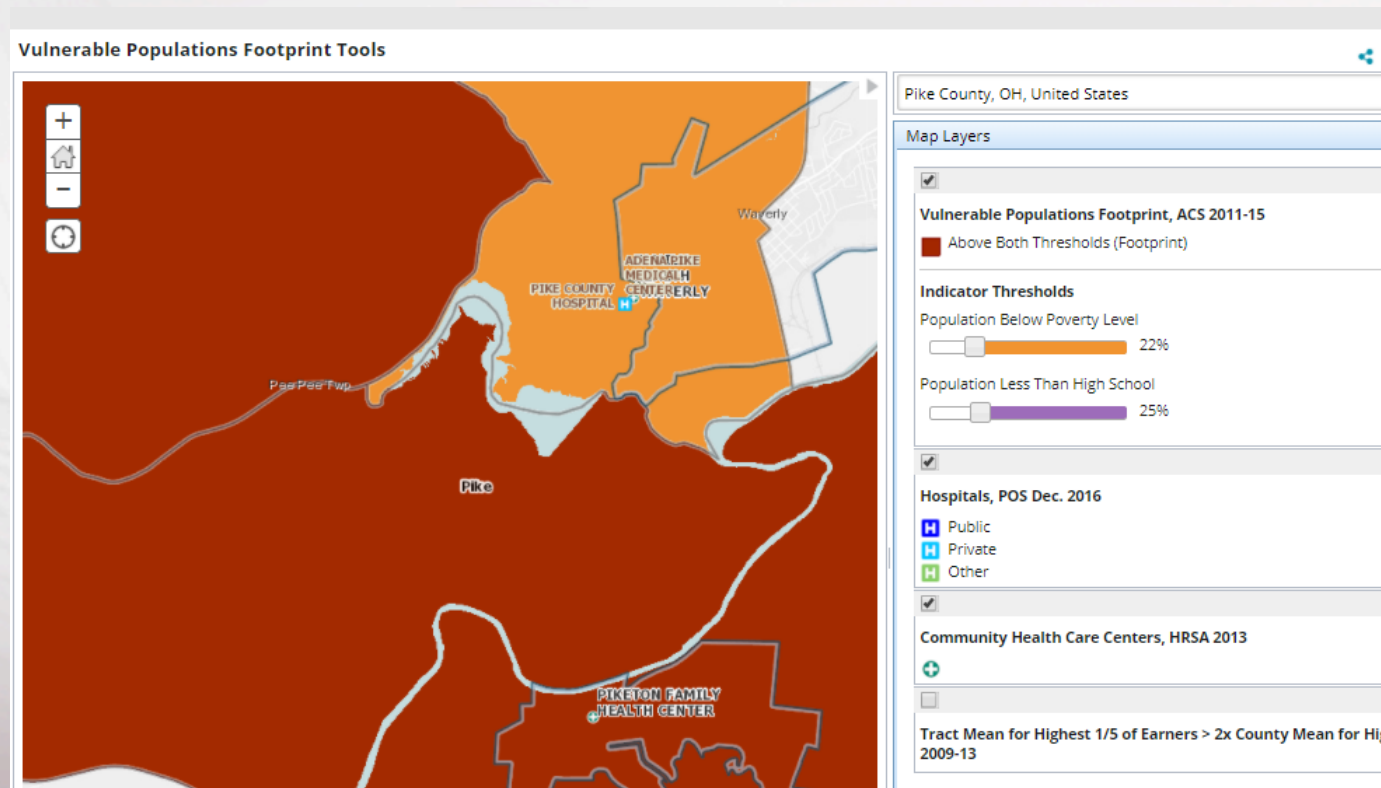 Vulnerable Populations Footprint Tools
Pike County, OH, United States
Map Layers
Vulnerable Populations Footprint, ACS 2011-15
Above Both Thresholds (Footprint)
Indicator Thresholds
Population Below Poverty Level
22%
Population Less Than High School
25%
Hospitals, POS Dec. 2016
H Public
H Private
H Other
Community Health Care Centers, HRSA 2013
Tract Mean for Highest 1/5 of Earners > 2x County Mean for
2009-13
+
−
Waverly
MEDICAL
PIKE COUNTY
HOSPITAL H
Pee Pee Twp
Pike
PIKETON FAMILY
HEALTH CENTER